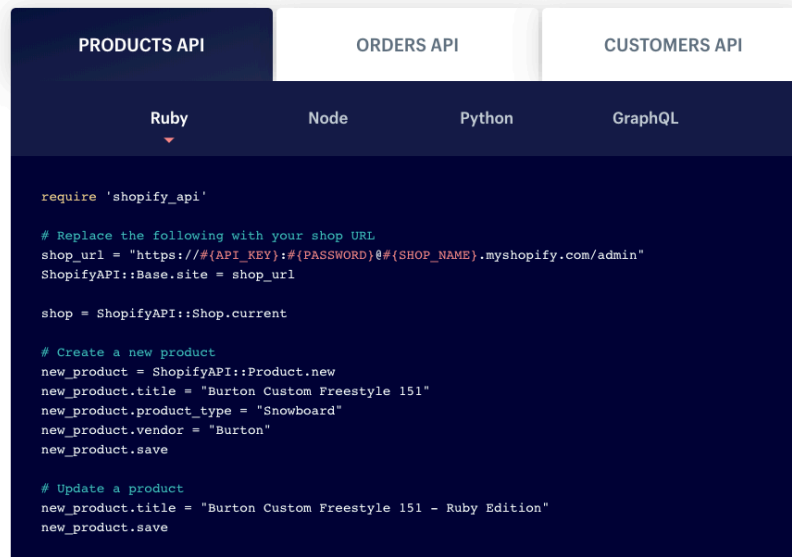 PRODUCTS API ORDERS API CUSTOMERS API
Ruby Node Python GraphQL
require 'shopify_api'
# Replace the following with your shop URL
shop_url = "https://#{API_KEY}:#{PASSWORD}@#{SHOP_NAME}.myshopify.com/admin"
ShopifyAPI::Base.site = shop_url
shop = ShopifyAPI::Shop.current
# Create a new product
new_product = ShopifyAPI::Product.new
new_product.title = "Burton Custom Freestyle 151"
new_product.product_type = "Snowboard"
new_product.vendor = "Burton"
new_product.save
# Update a product
new_product.title = "Burton Custom Freestyle 151 - Ruby Edition"
new_product.save